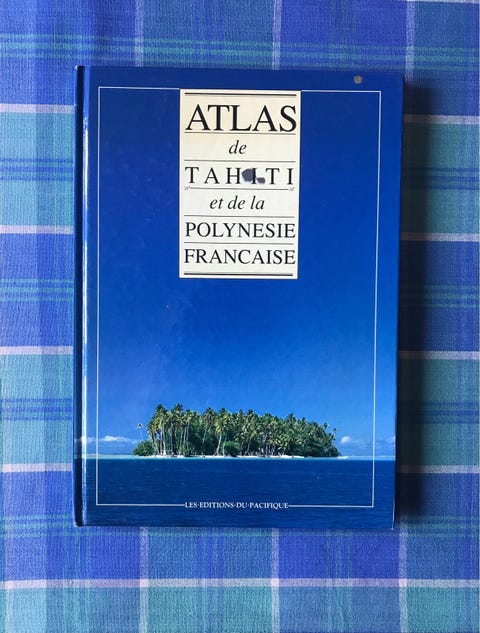 ATLAS
de
TAHITI
et de la
POLYNESIE
FRANCAISE
LES·EDITIONS·DU·PACIFIQUE